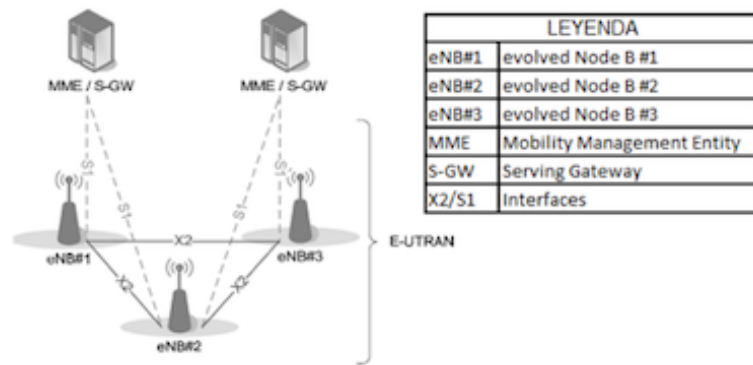 MME / S-GW
MME / S-GW
S1
S1
S1
S1
X2
eNB#1
eNB#3
X2
X2
eNB#2
E-UTRAN
LEYENDA
eNB#1 evolved Node B #1
eNB#2 evolved Node B #2
eNB#3 evolved Node B #3
MME Mobility Management Entity
S-GW Serving Gateway
X2/S1 Interfaces